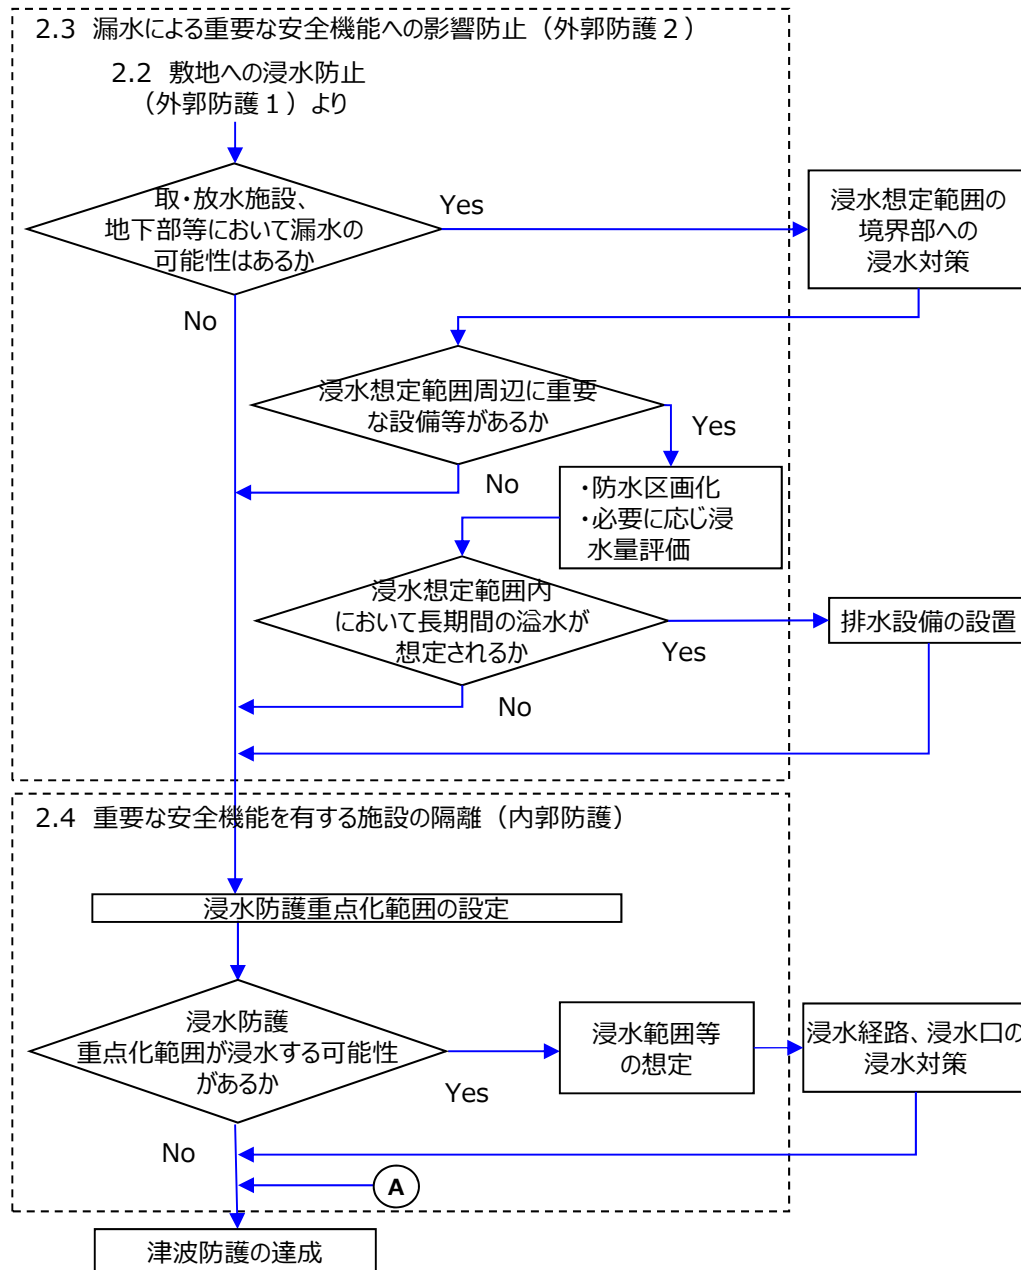 2.3 漏水による重要な安全機能への影響防止（外郭防護２）
2.2 敷地への浸水防止
（外郭防護１）より
取・放水施設、
地下部等において漏水の
可能性はあるか
Yes
浸水想定範囲の
境界部への
浸水対策
No
浸水想定範囲周辺に重要
な設備等があるか
Yes
No
・防水区画化
・必要に応じ浸
水量評価
浸水想定範囲内
において長期間の溢水が
想定されるか
Yes
排水設備の設置
No
2.4 重要な安全機能を有する施設の隔離（内郭防護）
浸水防護重点化範囲の設定
浸水防護
重点化範囲が浸水する可能性
があるか
Yes
浸水範囲等
の想定
浸水経路、浸水口の
浸水対策
No
A
津波防護の達成